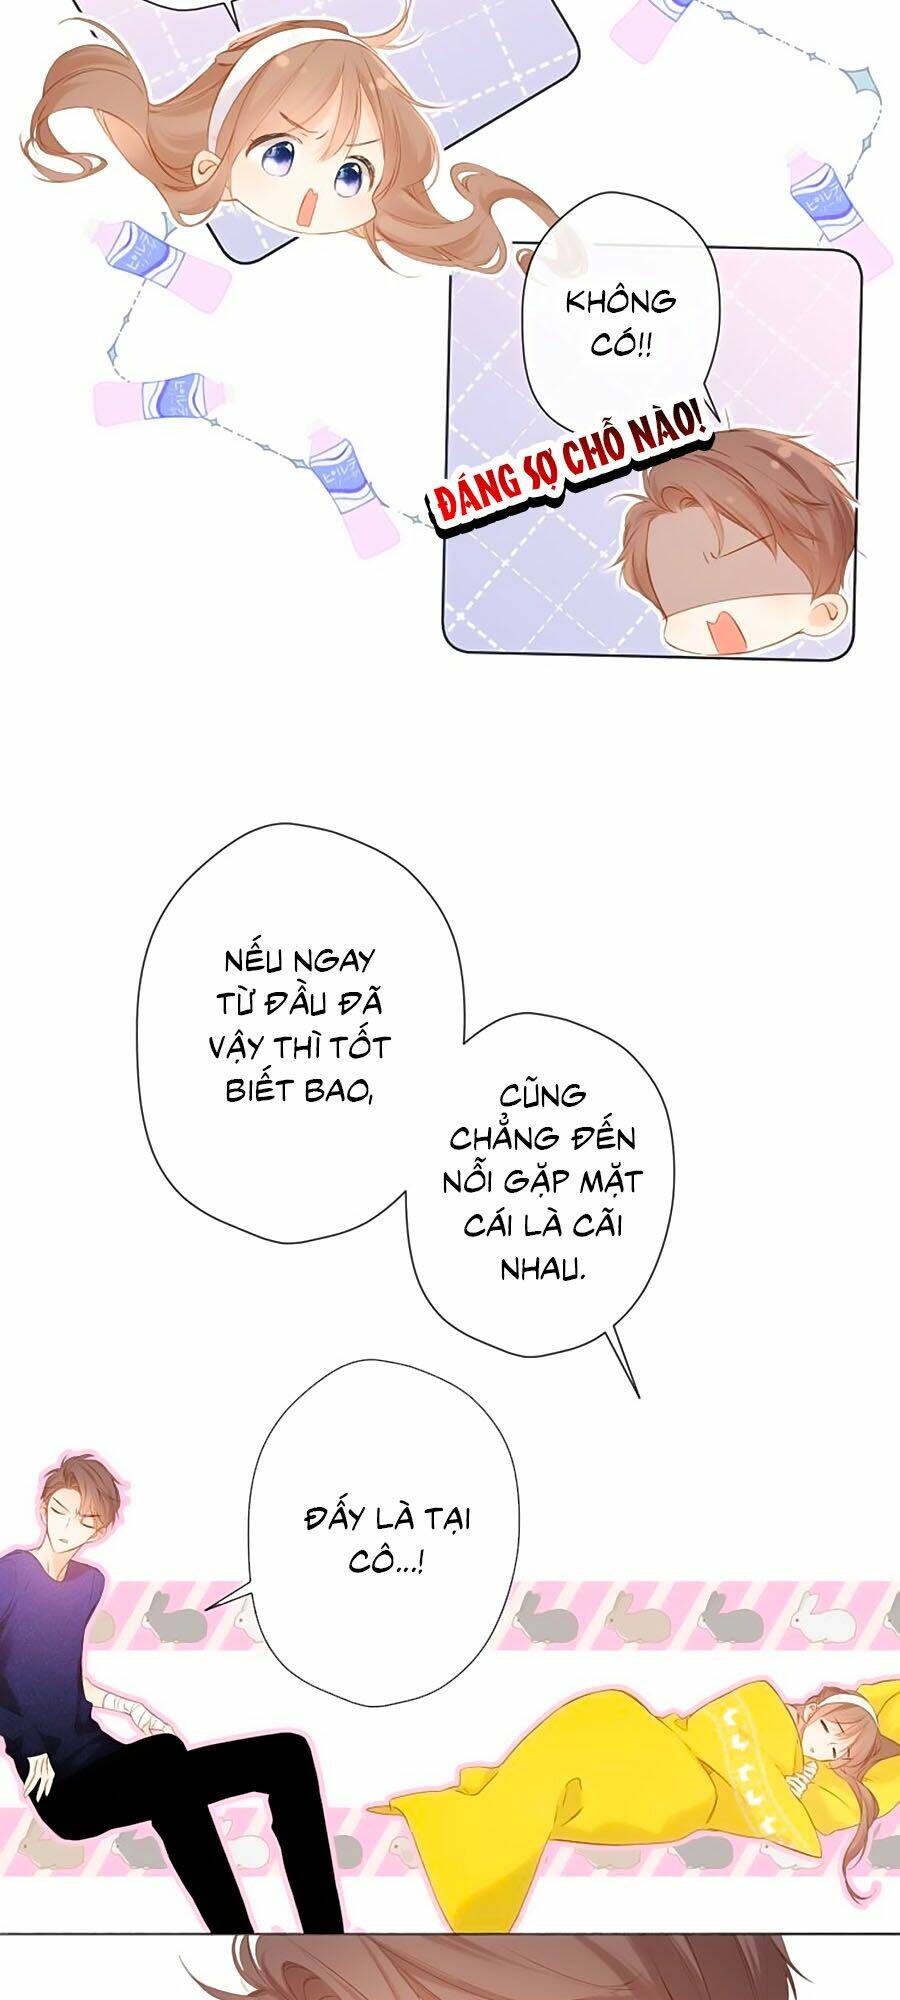 KHÔNG
CÓ!!
ĐÁNG SỢ CHỖ NÀO!
NẾU NGAY
TỪ ĐẦU ĐÃ
VẬY THÌ TỐT
BIẾT BAO,
CŨNG
CHẲNG ĐẾN
NỖI GẶP MẶT
CÁI LÀ CÃI
NHAU.
ĐẤY LÀ TẠI
CÔ...!